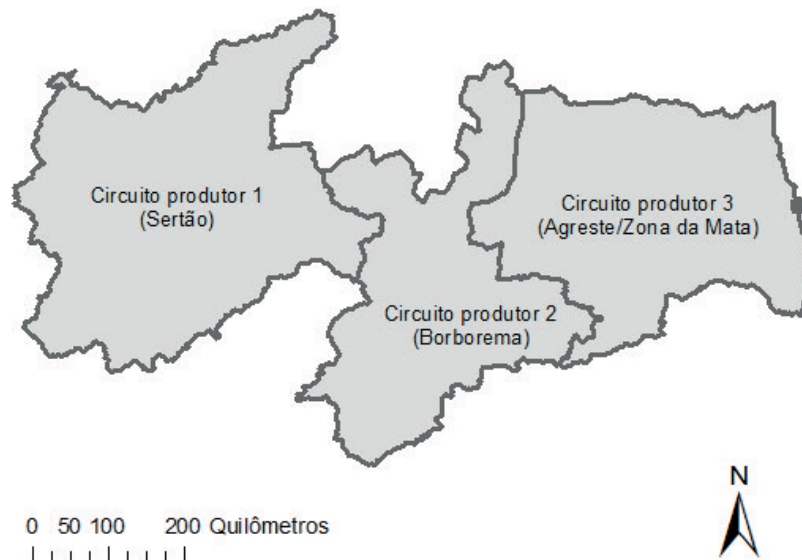 Circuito produtor 1
(Sertão)
Circuito produtor 3
(Agreste/Zona da Mata)
Circuito produtor 2
(Borborema)
N
0 50 100 200 Quilômetros